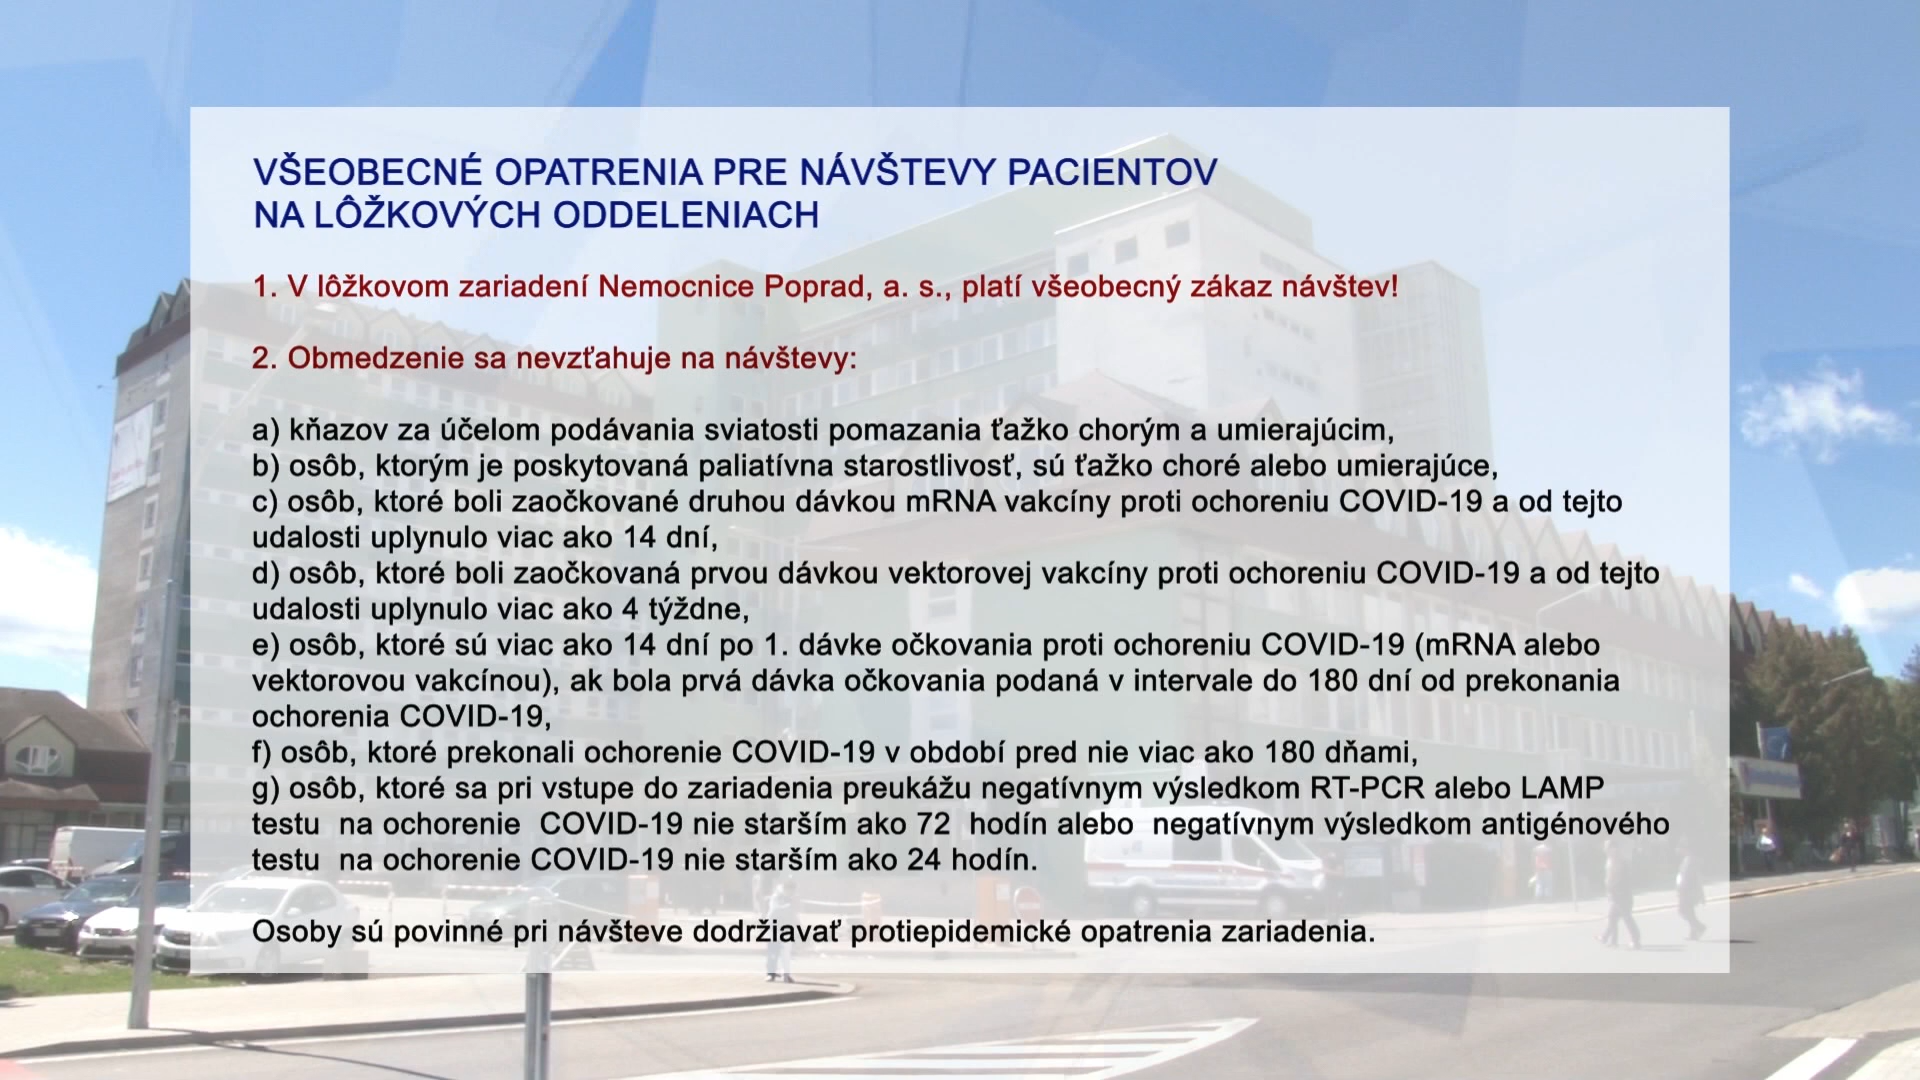 VŠEOBECNÉ OPATRENIA PRE NÁVŠTEVY PACIENTOV
NA LÔŽKOVÝCH ODDELENIACH
1. V lôžkovom zariadení Nemocnice Poprad, a. s., platí všeobecný zákaz návštev!
2. Obmedzenie sa nevzťahuje na návštevy:
a) kňazov za účelom podávania sviatosti pomazania ťažko chorým a umierajúcim,
b) osôb, ktorým je poskytovaná paliatívna starostlivosť, sú ťažko choré alebo umierajúce,
c) osôb, ktoré boli zaočkované druhou dávkou mRNA vakcíny proti ochoreniu COVID-19 a od tejto
udalosti uplynulo viac ako 14 dní,
d) osôb, ktoré boli zaočkovaná prvou dávkou vektorovej vakcíny proti ochoreniu COVID-19 a od tejto
udalosti uplynulo viac ako 4 týždne,
e) osôb, ktoré sú viac ako 14 dní po 1. dávke očkovania proti ochoreniu COVID-19 (mRNA alebo
vektorovou vakcínou), ak bola prvá dávka očkovania podaná v intervale do 180 dní od prekonania
ochorenia COVID-19,
f) osôb, ktoré prekonali ochorenie COVID-19 v období pred nie viac ako 180 dňami,
g) osôb, ktoré sa pri vstupe do zariadenia preukážu negatívnym výsledkom RT-PCR alebo LAMP
testu  na ochorenie  COVID-19 nie starším ako 72  hodín alebo  negatívnym výsledkom antigénového
testu  na ochorenie COVID-19 nie starším ako 24 hodín.
Osoby sú povinné pri návšteve dodržiavať protiepidemické opatrenia zariadenia.